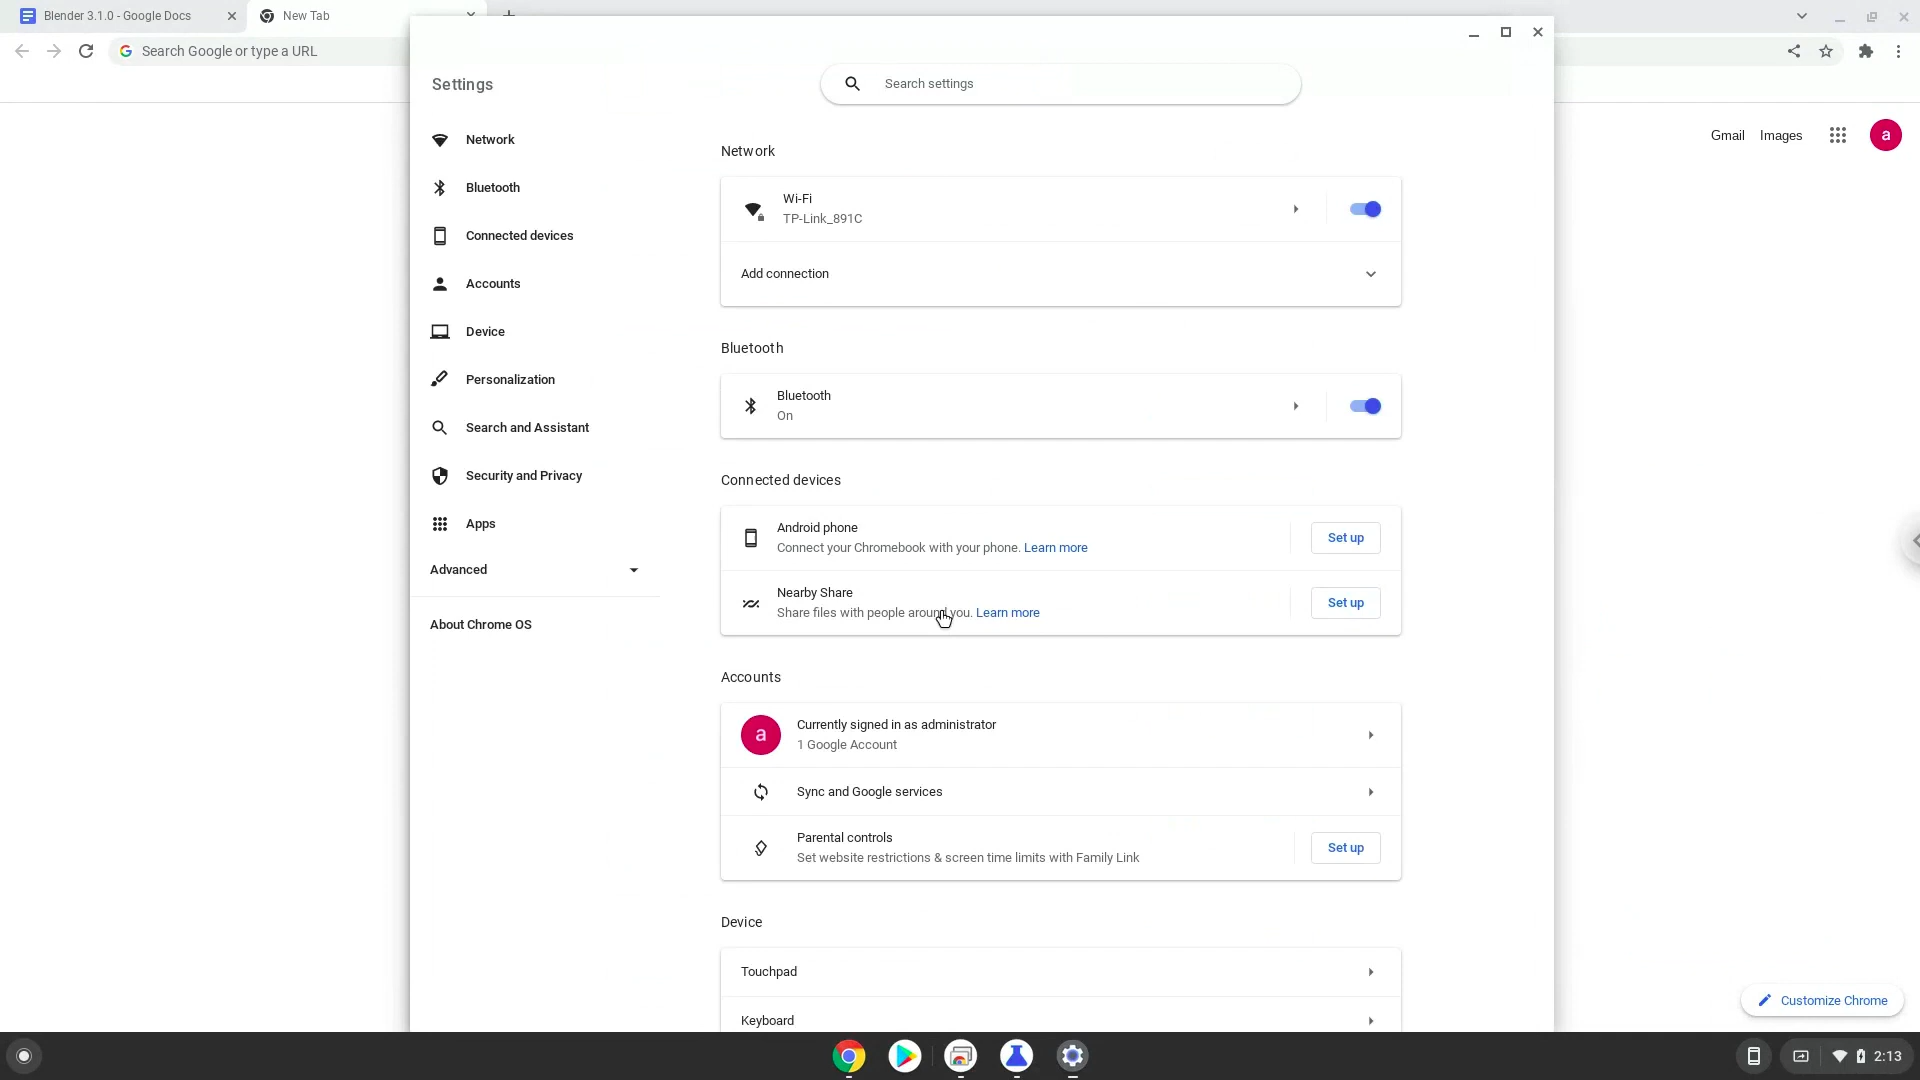 Blender 3.1.0 - Google Docs
New Tab
Search Google or type a URL
Gmail
Images
a
Settings
Search settings
Network
Bluetooth
Connected devices
Accounts
Device
Personalization
Search and Assistant
Security and Privacy
Apps
Advanced
About Chrome OS
Network
Wi-Fi
TP-Link_891C
Add connection
Bluetooth
Bluetooth
On
Connected devices
Android phone
Connect your Chromebook with your phone. Learn more
Set up
Nearby Share
Share files with people around you. Learn more
Set up
Accounts
a
Currently signed in as administrator
1 Google Account
Sync and Google services
Parental controls
Set website restrictions & screen time limits with Family Link
Set up
Device
Touchpad
Keyboard
Customize Chrome
2:13